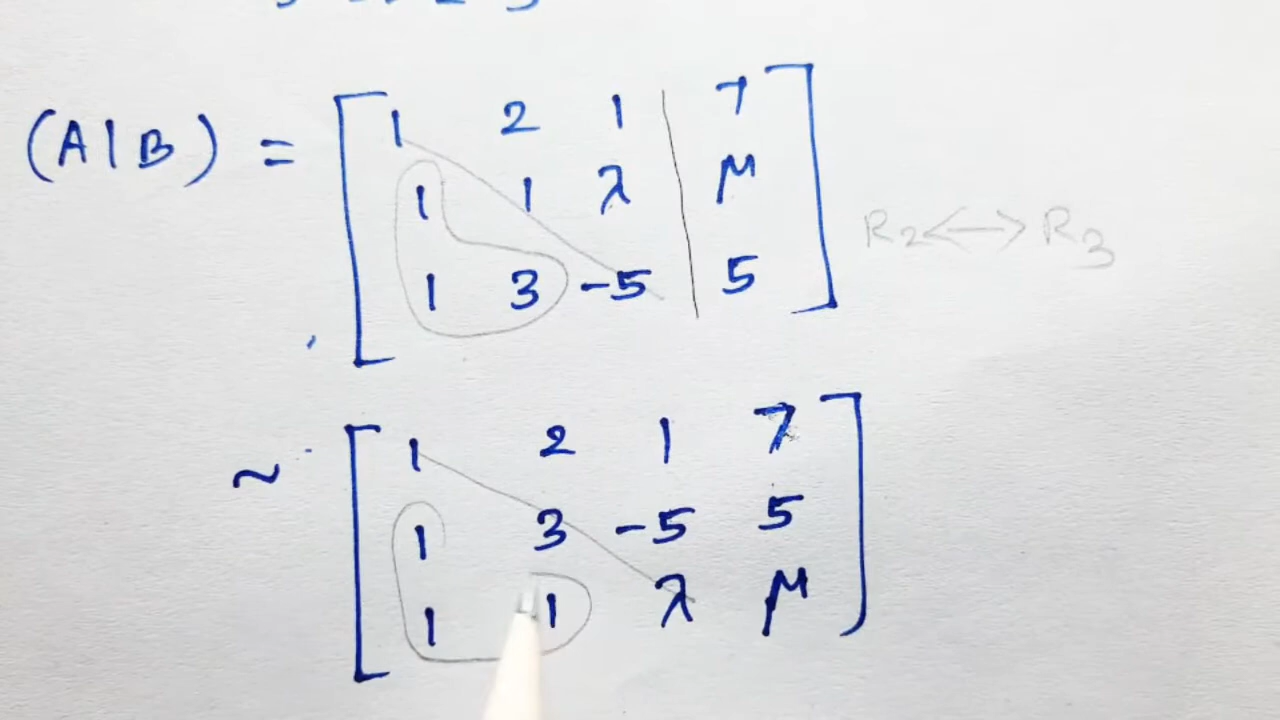 1 2 1 7
(A|B) = 1 1 λ μ
R2 <-> R3
1 3 -5 5
~ 1 2 1 7
1 3 -5 5
1 1 λ μ